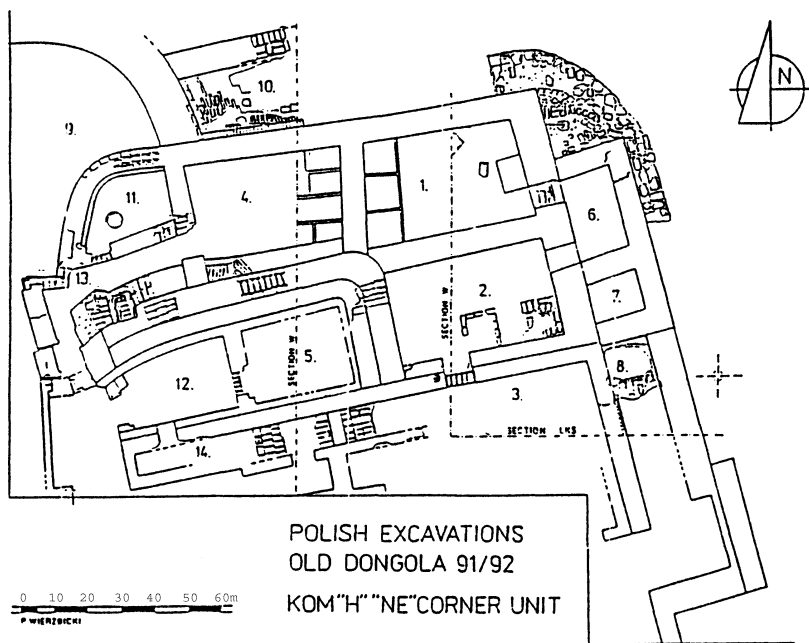 N
10.
9.
1.
11.
4.
6.
13.
2.
7.
SECTION W
SECTION W
5.
8.
12.
3.
SECTION LKS
14.
POLISH EXCAVATIONS
OLD DONGOLA 91/92
KOM "H" "NE" CORNER UNIT
0 10 20 30 40 50 60m
P WIERZBICKI